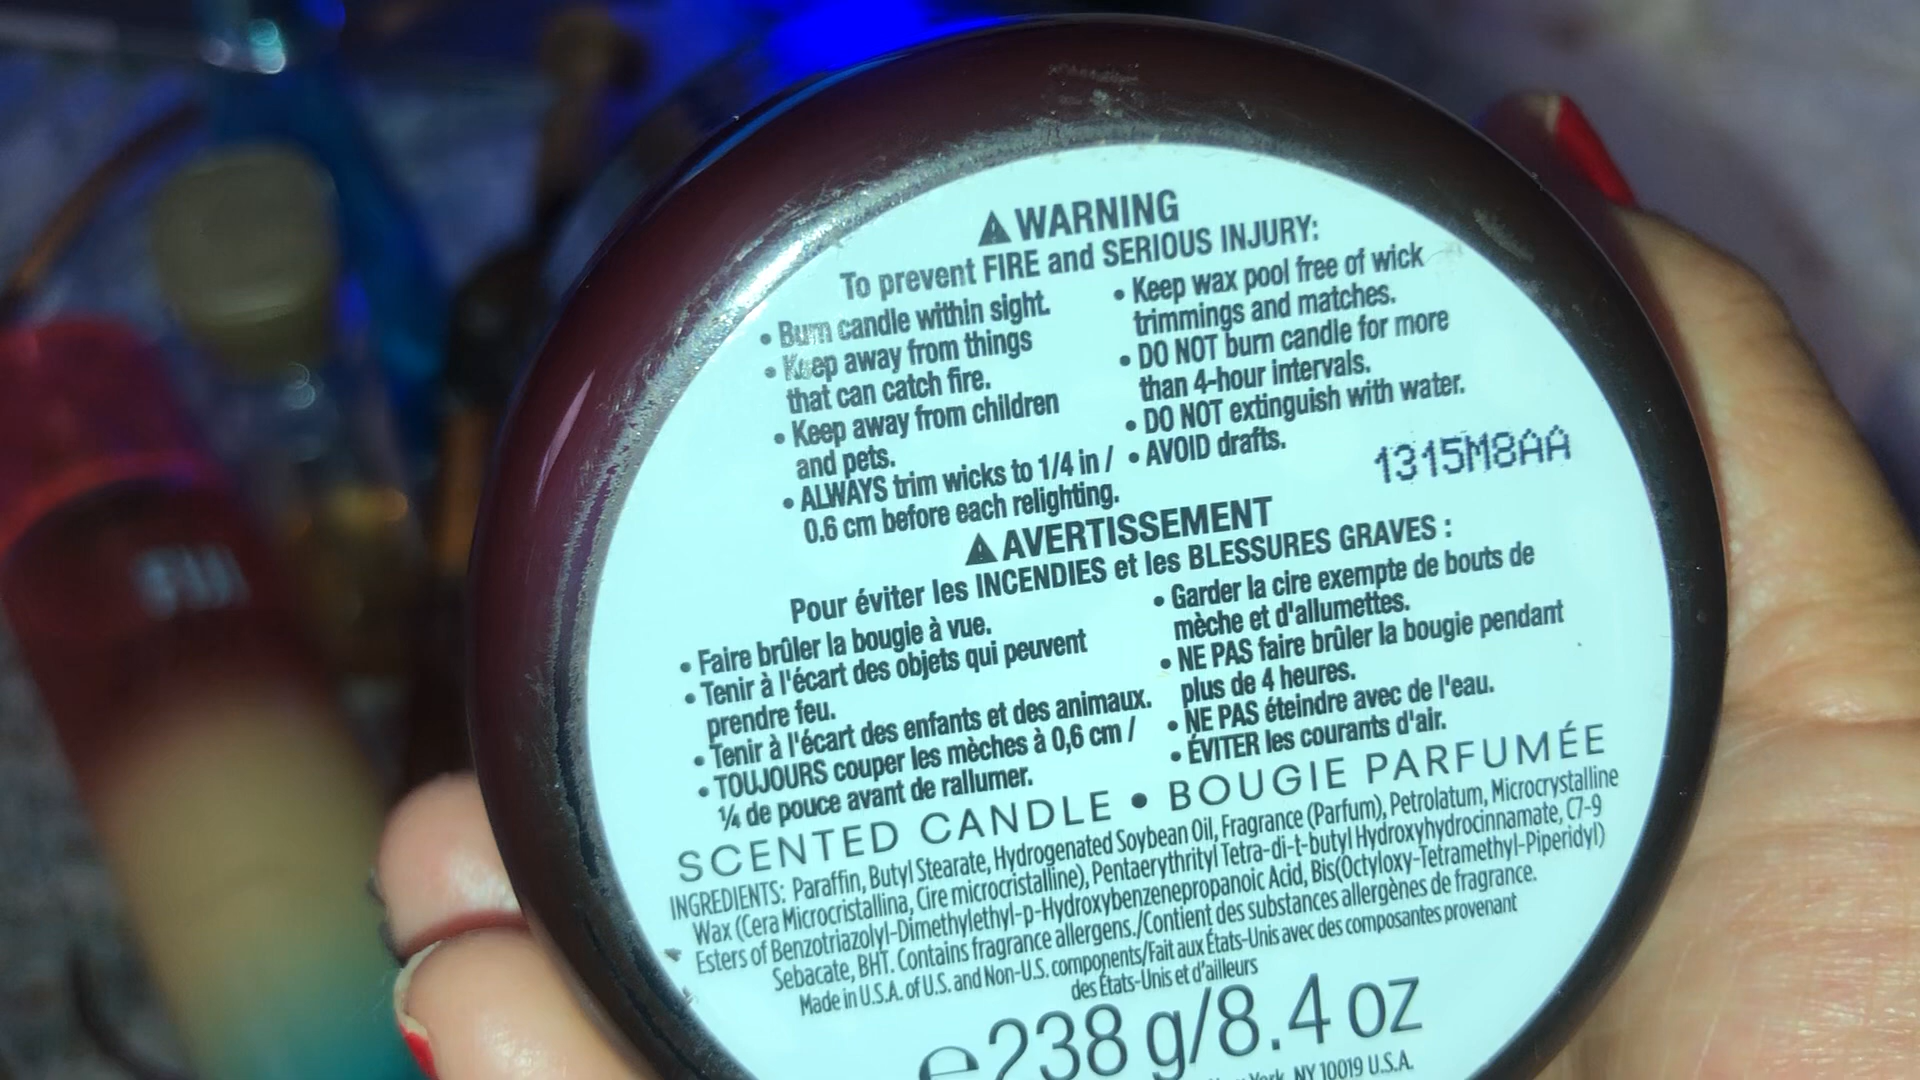 ⚠ WARNING
To prevent FIRE and SERIOUS INJURY:
• Burn candle within sight.
• Keep away from things
that can catch fire.
• Keep away from children
and pets.
• ALWAYS trim wicks to 1/4 in /
0.6 cm before each relighting.
• Keep wax pool free of wick
trimmings and matches.
• DO NOT burn candle for more
than 4-hour intervals.
• DO NOT extinguish with water.
• AVOID drafts.
1315M8AA
⚠ AVERTISSEMENT
Pour éviter les INCENDIES et les BLESSURES GRAVES :
• Faire brûler la bougie à vue.
• Tenir à l'écart des objets qui peuvent
prendre feu.
• Tenir à l'écart des enfants et des animaux.
• TOUJOURS couper les mèches à 0,6 cm /
¼ de pouce avant de rallumer.
• Garder la cire exempte de bouts de
mèche et d'allumettes.
• NE PAS faire brûler la bougie pendant
plus de 4 heures.
• NE PAS éteindre avec de l'eau.
• ÉVITER les courants d'air.
SCENTED CANDLE • BOUGIE PARFUMÉE
INGREDIENTS: Paraffin, Butyl Stearate, Hydrogenated Soybean Oil, Fragrance (Parfum), Petrolatum, Microcrystalline
Wax (Cera Microcristallina, Cire microcristalline), Pentaerythrityl Tetra-di-t-butyl Hydroxyhydrocinnamate, C7-9
Esters of Benzotriazolyl-Dimethylethyl-p-Hydroxybenzenepropanoic Acid, Bis(Octyloxy-Tetramethyl-Piperidyl)
Sebacate, BHT. Contains fragrance allergens./Contient des substances allergènes de fragrance.
Made in U.S.A. of U.S. and Non-U.S. components/Fait aux États-Unis avec des composantes provenant
des États-Unis et d'ailleurs
℮238 g/8.4 oz
York, NY 10019 U.S.A.